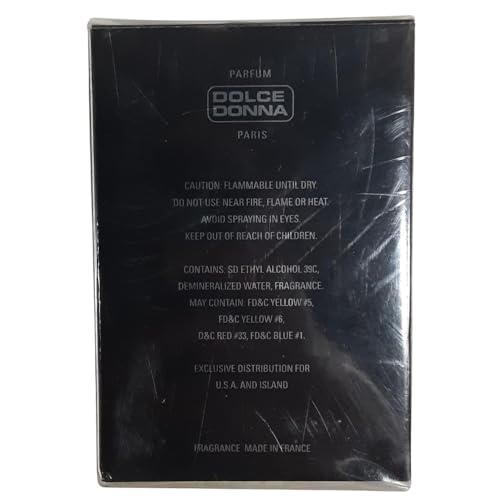 PARFUM
DOLCE
DONNA
PARIS
CAUTION: FLAMMABLE UNTIL DRY.
DO NOT USE NEAR FIRE, FLAME OR HEAT.
AVOID SPRAYING IN EYES.
KEEP OUT OF REACH OF CHILDREN.
CONTAINS: SD ETHYL ALCOHOL 39C,
DEMINERALIZED WATER, FRAGRANCE.
MAY CONTAIN: FD&C YELLOW #5,
FD&C YELLOW #6,
D&C RED #33, FD&C BLUE #1.
EXCLUSIVE DISTRIBUTION FOR
U.S.A. AND ISLAND
FRAGRANCE MADE IN FRANCE